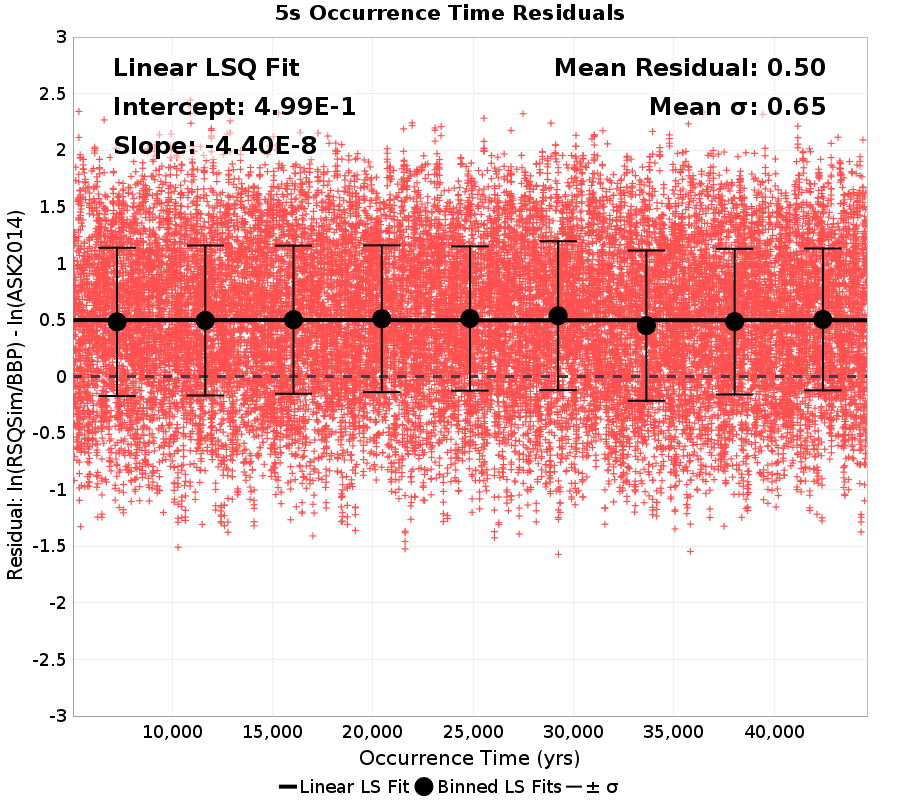 5s Occurrence Time Residuals
Linear LSQ Fit
Intercept: 4.99E-1
Slope: -4.40E-8
Mean Residual: 0.50
Mean σ: 0.65
Residual: ln(RSQSim/BBP) - ln(ASK2014)
3
2.5
2
1.5
1
0.5
0
-0.5
-1
-1.5
-2
-2.5
-3
10,000 15,000 20,000 25,000 30,000 35,000 40,000
Occurrence Time (yrs)
Linear LS Fit Binned LS Fits ± σ